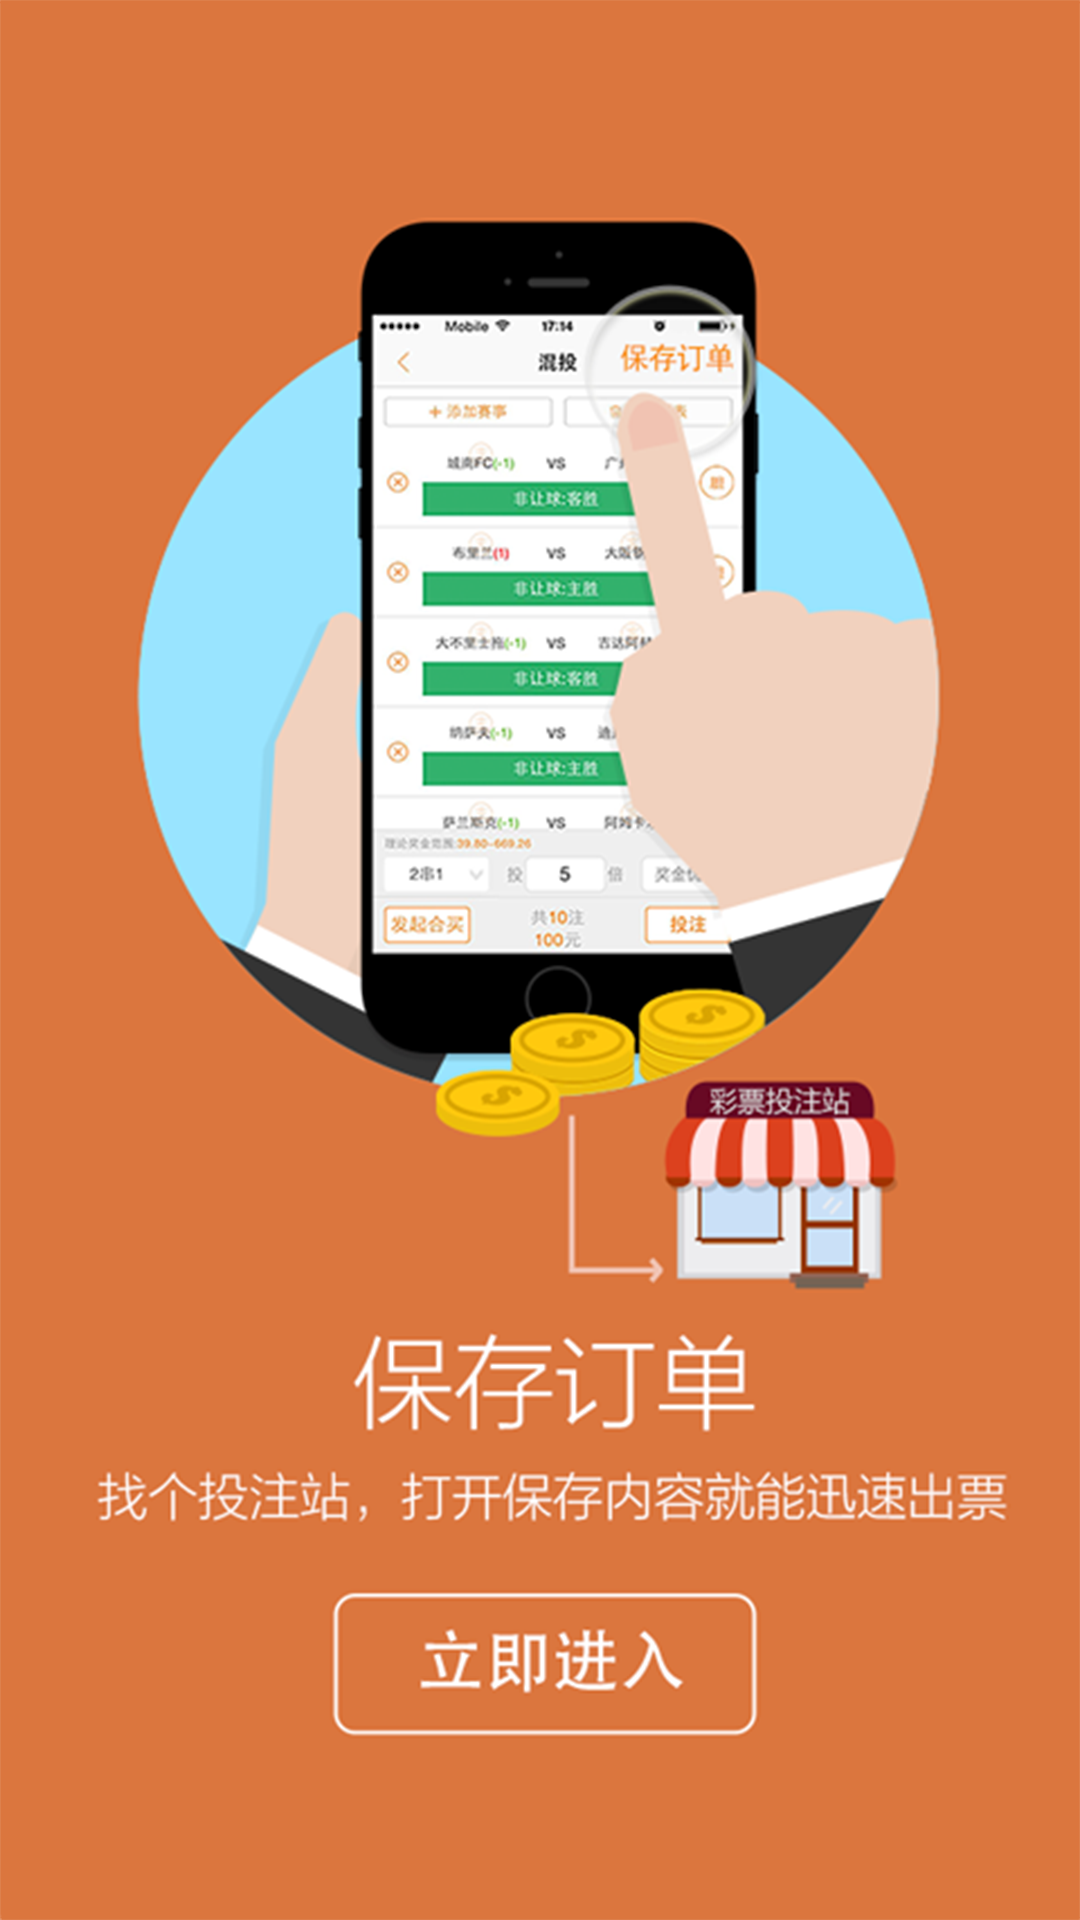 Mobile 17:14
混投 保存订单
+ 添加赛事
城南FC(-1) VS 广
非让球:客胜
布里兰(1) VS 大阪
非让球:主胜
大不里士拖(-1) VS 吉达阿
非让球:客胜
纳萨夫(-1) VS 迪
非让球:主胜
萨兰斯克(-1) VS 阿姆卡
理论奖金范围:39.80~669.26
2串1 投 5 倍 奖金优
发起合买 共10注 投注
100元
彩票投注站
保存订单
找个投注站，打开保存内容就能迅速出票
立即进入